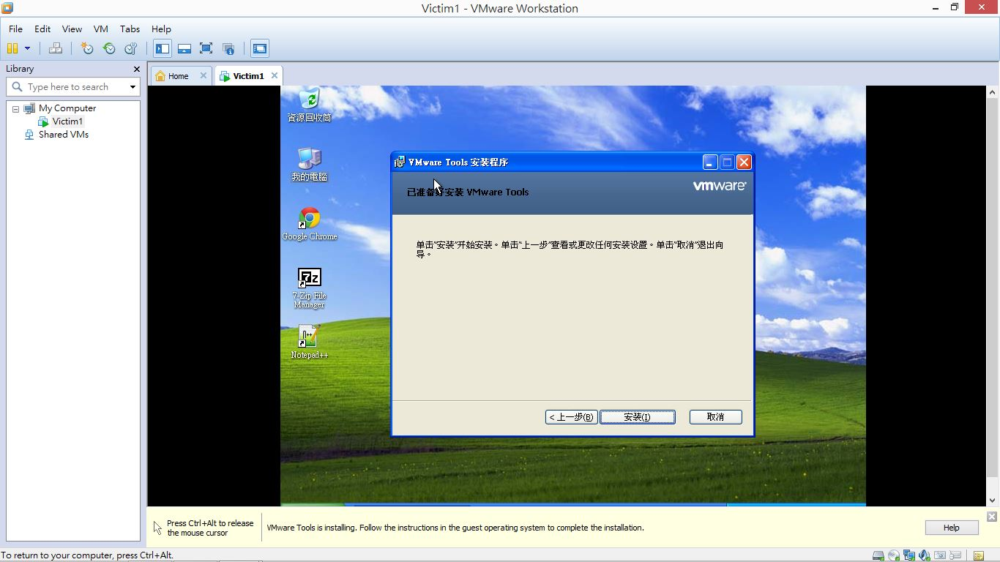 Victim1 - VMware Workstation
File Edit View VM Tabs Help
Library
Type here to search
My Computer
Victim1
Shared VMs
Home
Victim1
資源回收筒
我的電腦
Google Chrome
7-Zip File
Manager
Notepad++
VMware Tools 安装程序
已准备好安装 VMware Tools
vmware
单击“安装”开始安装。单击“上一步”查看或更改任何安装设置。单击“取消”退出向
导。
< 上一步(B) 安装(I) 取消
Press Ctrl+Alt to release
the mouse cursor
VMware Tools is installing. Follow the instructions in the guest operating system to complete the installation.
Help
To return to your computer, press Ctrl+Alt.